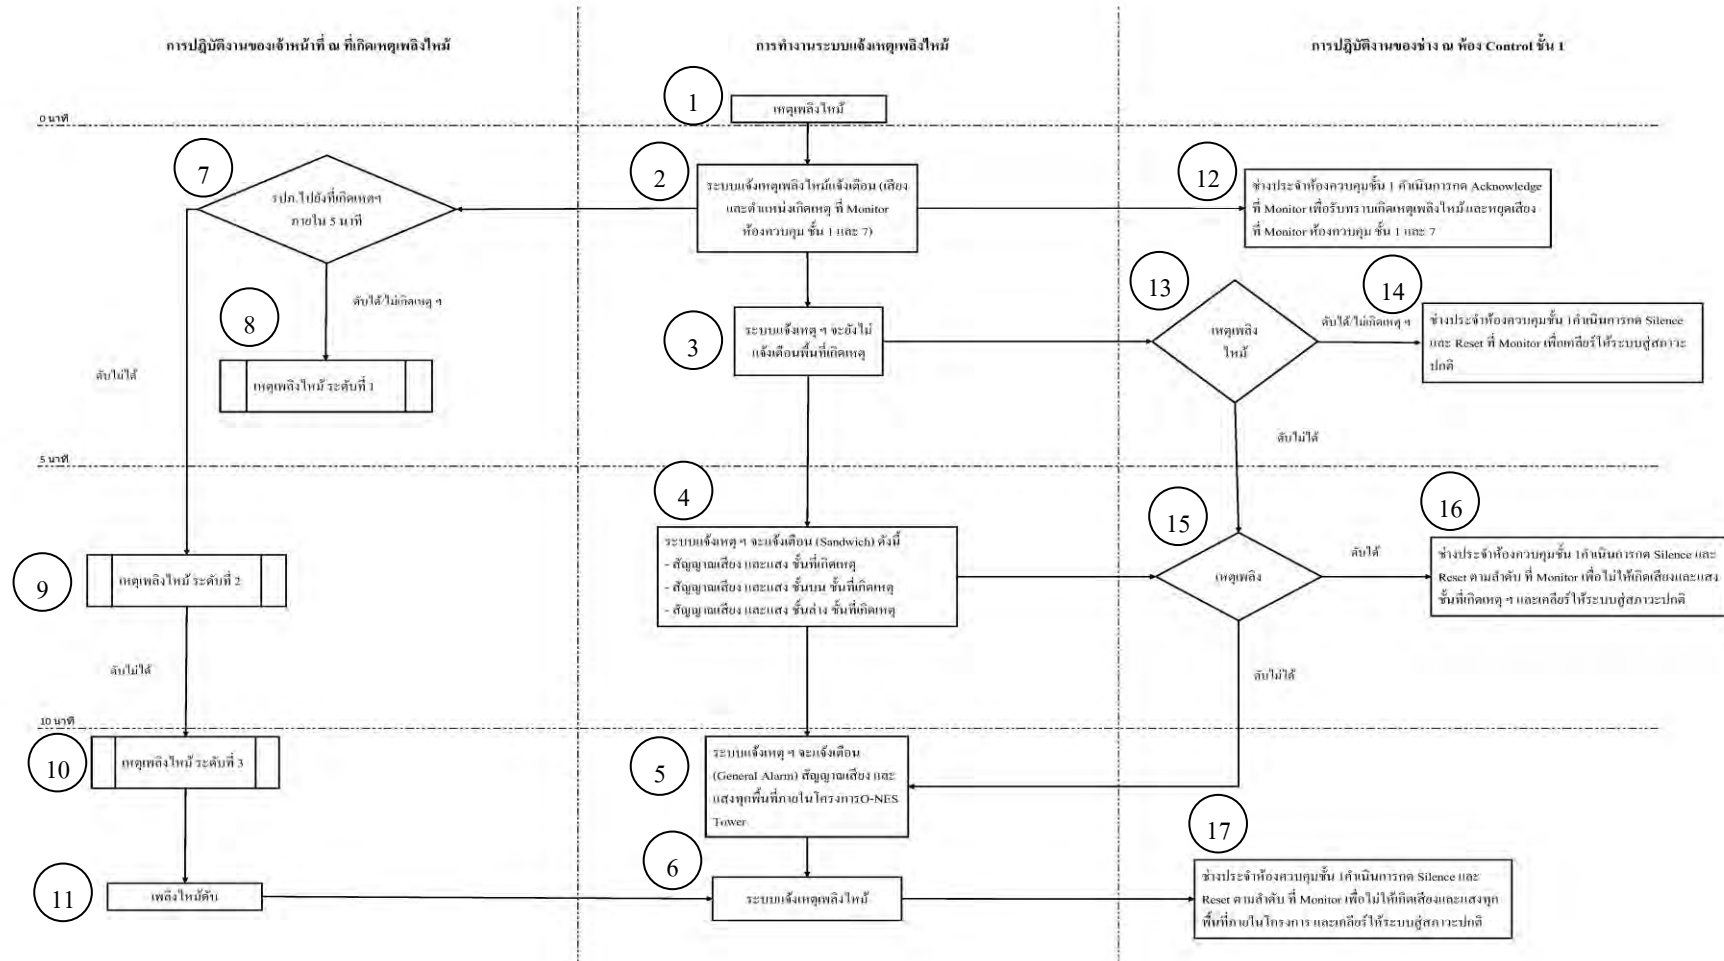 การปฏิบัติงานของเจ้าหน้าที่ ณ ที่เกิดเหตุเพลิงไหม้
การทำงานระบบแจ้งเหตุเพลิงไหม้
การปฏิบัติงานของช่าง ณ ห้อง Control ชั้น 1
1
เหตุเพลิงไหม้
0 นาที
7
รปภ.ไปยังที่เกิดเหตุฯ
ภายใน 5 นาที
2
ระบบแจ้งเหตุเพลิงไหม้แจ้งเตือน (เสียง
และตำแหน่งเกิดเหตุ ที่ Monitor
ห้องควบคุม ชั้น 1 และ 7)
12
ช่างประจำห้องควบคุมชั้น 1 ดำเนินการกด Acknowledge
ที่ Monitor เพื่อรับทราบเกิดเหตุเพลิงไหม้และหยุดเสียง
ที่ Monitor ห้องควบคุม ชั้น 1 และ 7
8
ดับได้/ไม่เกิดเหตุ ฯ
เหตุเพลิงไหม้ ระดับที่ 1
ดับไม่ได้
3
ระบบแจ้งเหตุ ฯ จะยังไม่
แจ้งเตือนพื้นที่เกิดเหตุ
13
เหตุเพลิง
ไหม้
ดับได้/ไม่เกิดเหตุ ฯ
14
ช่างประจำห้องควบคุมชั้น 1ดำเนินการกด Silence
และ Reset ที่ Monitor เพื่อเคลียร์ให้ระบบสู่สภาวะ
ปกติ
ดับไม่ได้
5 นาที
4
ระบบแจ้งเหตุ ฯ จะแจ้งเตือน (Sandwich) ดังนี้
- สัญญาณเสียง และแสง ชั้นที่เกิดเหตุ
- สัญญาณเสียง และแสง ชั้นบน ชั้นที่เกิดเหตุ
- สัญญาณเสียง และแสง ชั้นล่าง ชั้นที่เกิดเหตุ
15
เหตุเพลิง
ดับได้
16
ช่างประจำห้องควบคุมชั้น 1ดำเนินการกด Silence และ
Reset ตามลำดับ ที่ Monitor เพื่อไม่ให้เกิดเสียงและแสง
ชั้นที่เกิดเหตุ ฯ และเคลียร์ให้ระบบสู่สภาวะปกติ
9
เหตุเพลิงไหม้ ระดับที่ 2
ดับไม่ได้
ดับไม่ได้
10 นาที
10
เหตุเพลิงไหม้ ระดับที่ 3
5
ระบบแจ้งเหตุ ฯ จะแจ้งเตือน
(General Alarm) สัญญาณเสียง และ
แสงทุกพื้นที่ภายในโครงการO-NES
Tower
11
เพลิงไหม้ดับ
6
ระบบแจ้งเหตุเพลิงไหม้
17
ช่างประจำห้องควบคุมชั้น 1ดำเนินการกด Silence และ
Reset ตามลำดับ ที่ Monitor เพื่อไม่ให้เกิดเสียงและแสงทุก
พื้นที่ภายในโครงการ และเคลียร์ให้ระบบสู่สภาวะปกติ